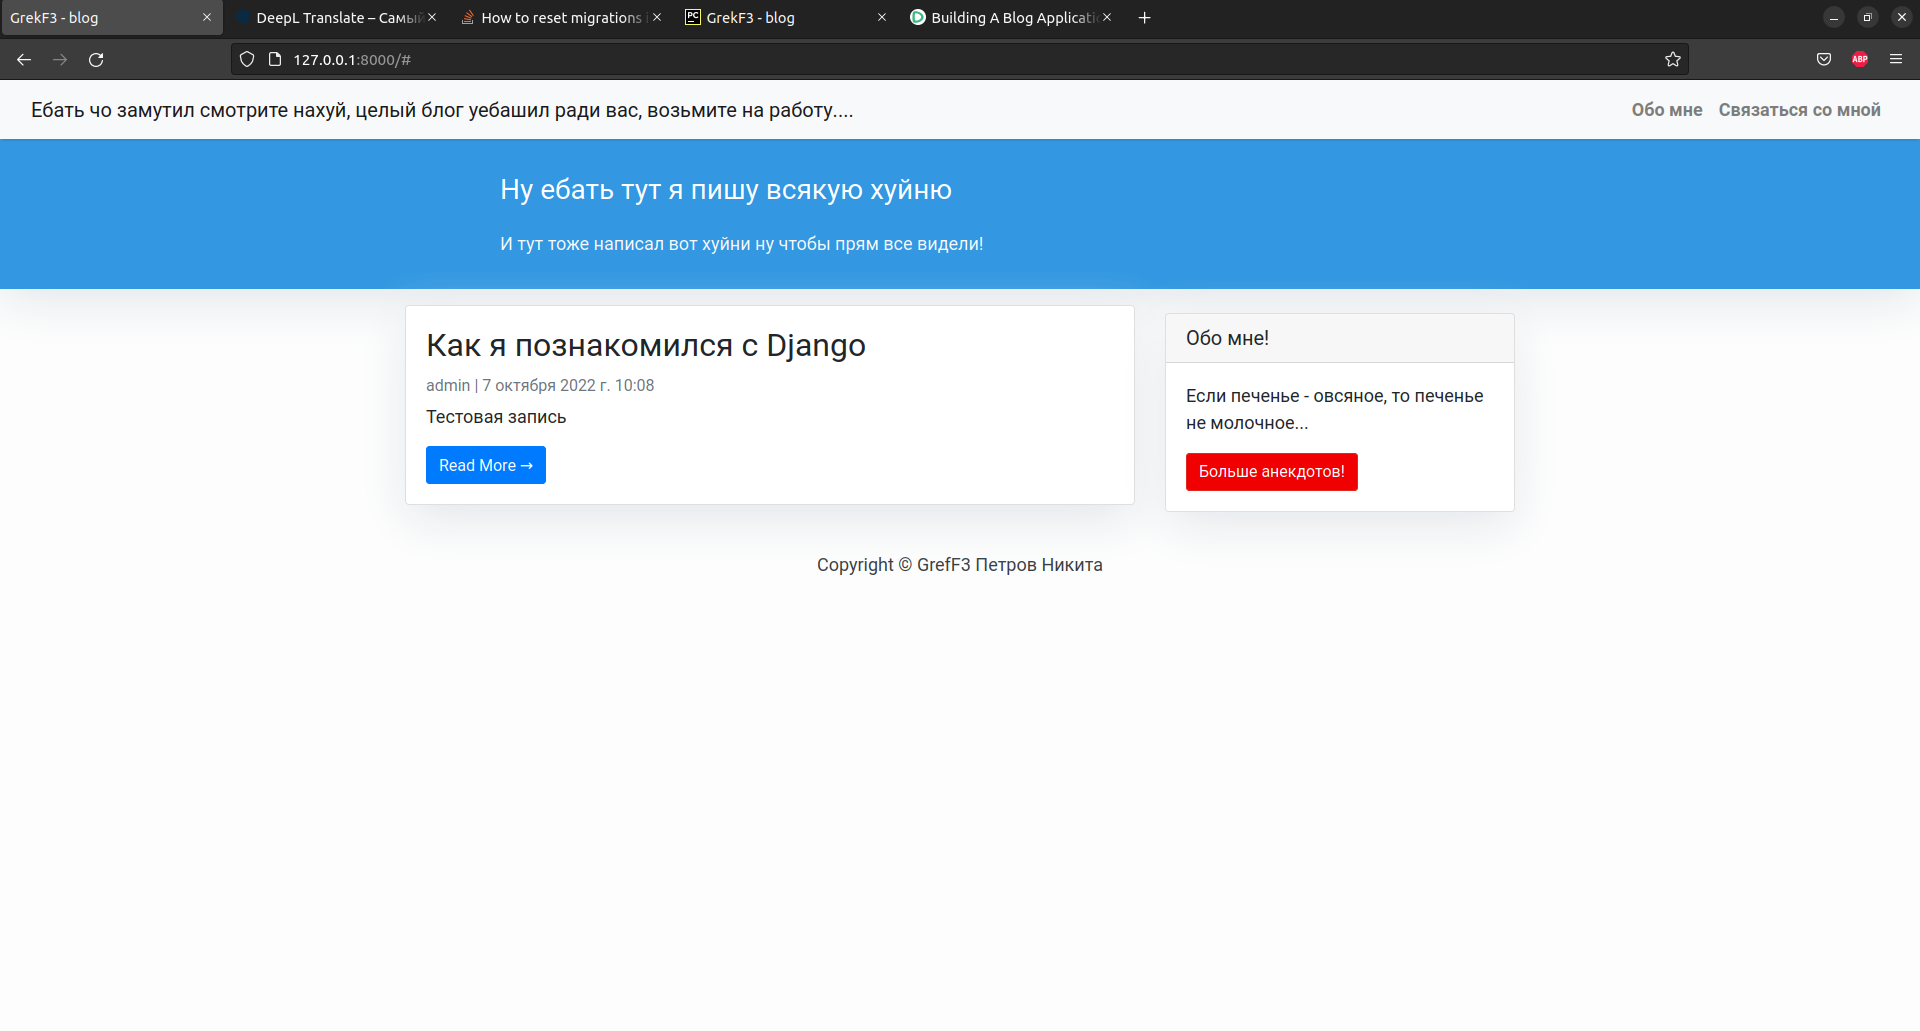 GrekF3 - blog
DeepL Translate – Самый
How to reset migrations
PC
GrekF3 - blog
Building A Blog Applicati
127.0.0.1:8000/#
ABP
Ебать чо замутил смотрите нахуй, целый блог уебашил ради вас, возьмите на работу....
Обо мне
Связаться со мной
Ну ебать тут я пишу всякую хуйню
И тут тоже написал вот хуйни ну чтобы прям все видели!
Как я познакомился с Django
admin | 7 октября 2022 г. 10:08
Тестовая запись
Read More →
Обо мне!
Если печенье - овсяное, то печенье
не молочное...
Больше анекдотов!
Copyright © GrefF3 Петров Никита